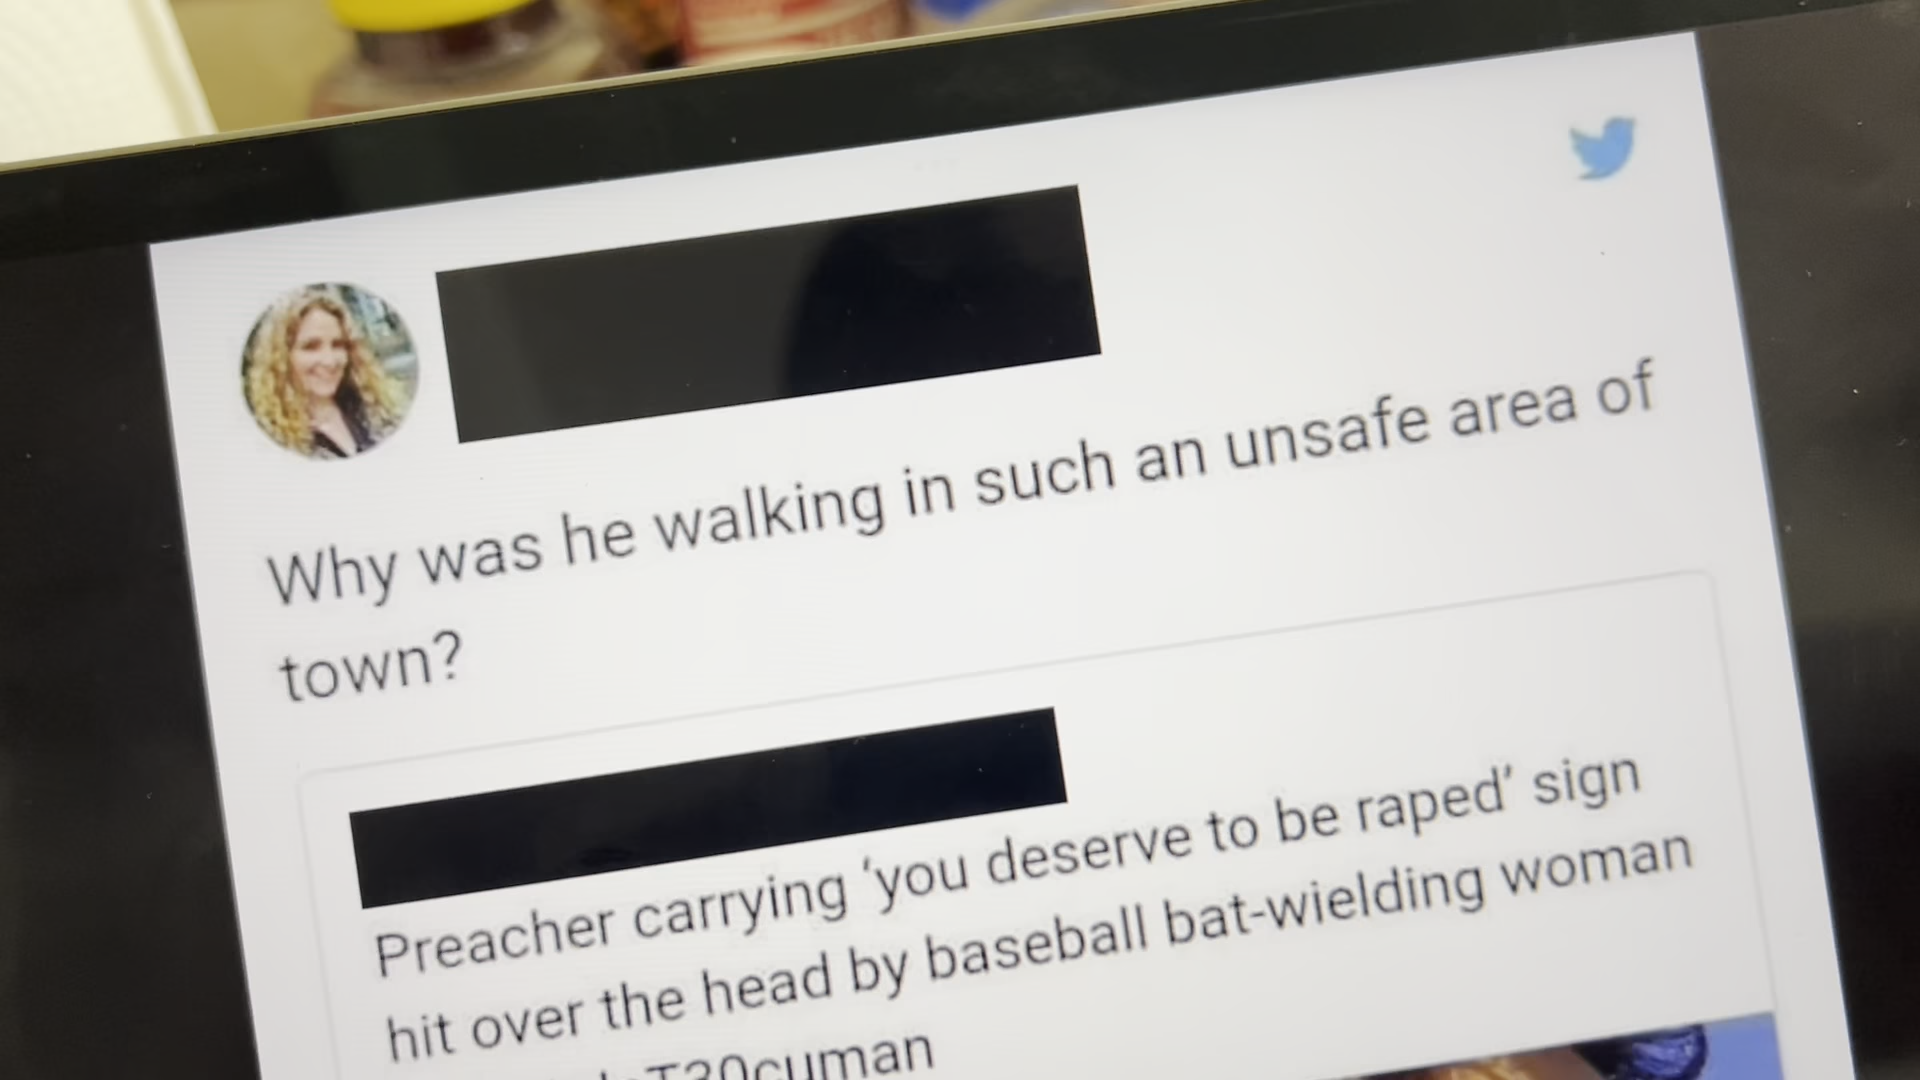 Why was he walking in such an unsafe area of
town?
Preacher carrying ‘you deserve to be raped’ sign
hit over the head by baseball bat-wielding woman